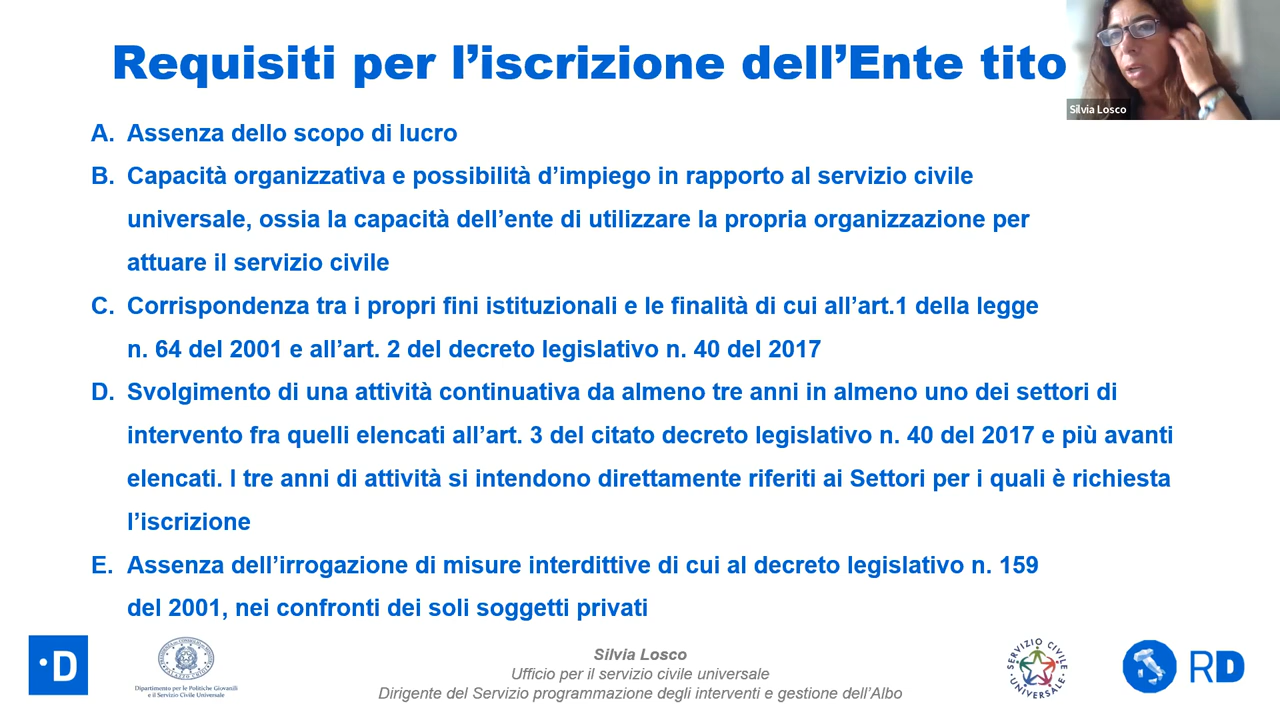 Requisiti per l’iscrizione dell’Ente tito
Silvia Losco
A. Assenza dello scopo di lucro
B. Capacità organizzativa e possibilità d’impiego in rapporto al servizio civile
universale, ossia la capacità dell’ente di utilizzare la propria organizzazione per
attuare il servizio civile
C. Corrispondenza tra i propri fini istituzionali e le finalità di cui all’art.1 della legge
n. 64 del 2001 e all’art. 2 del decreto legislativo n. 40 del 2017
D. Svolgimento di una attività continuativa da almeno tre anni in almeno uno dei settori di
intervento fra quelli elencati all’art. 3 del citato decreto legislativo n. 40 del 2017 e più avanti
elencati. I tre anni di attività si intendono direttamente riferiti ai Settori per i quali è richiesta
l’iscrizione
E. Assenza dell’irrogazione di misure interdittive di cui al decreto legislativo n. 159
del 2001, nei confronti dei soli soggetti privati
·D
Dipartimento per le Politiche Giovanili
e il Servizio Civile Universale
Silvia Losco
Ufficio per il servizio civile universale
Dirigente del Servizio programmazione degli interventi e gestione dell’Albo
SERVIZIO CIVILE
UNIVERSALE
RD